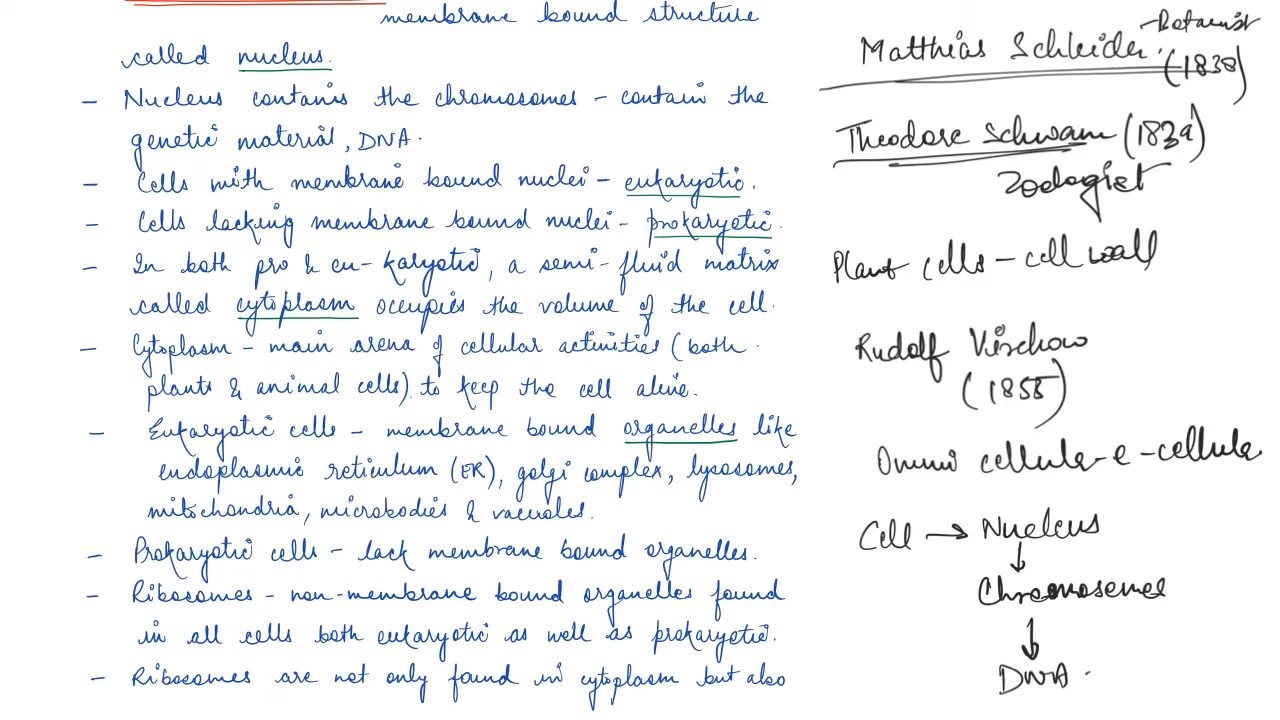 membrane bound structure
called nucleus.
- Nucleus contains the chromosomes - contain the
genetic material, DNA.
- Cells with membrane bound nuclei - eukaryotic.
- Cells lacking membrane bound nuclei - prokaryotic.
- In both pro & eu-karyotic, a semi-fluid matrix
called cytoplasm occupies the volume of the cell.
- Cytoplasm - main arena of cellular activities (both
plants & animal cells) to keep the cell alive.
- Eukaryotic cells - membrane bound organelles like
endoplasmic reticulum (ER), golgi complex, lysosomes,
mitochondria, microbodies & vacuoles.
- Prokaryotic cells - lack membrane bound organelles.
- Ribosomes - non-membrane bound organelles found
in all cells both eukaryotic as well as prokaryotic.
- Ribosomes are not only found in cytoplasm but also
- Botanist
Matthias Schleiden.
(1838)
Theodore Schwann (1839)
Zoologist
Plant cells - cell wall
Rudolf Virchow
(1855)
Omni cellula-e-cellula
Cell → Nucleus
↓
Chromosomes
↓
DNA.